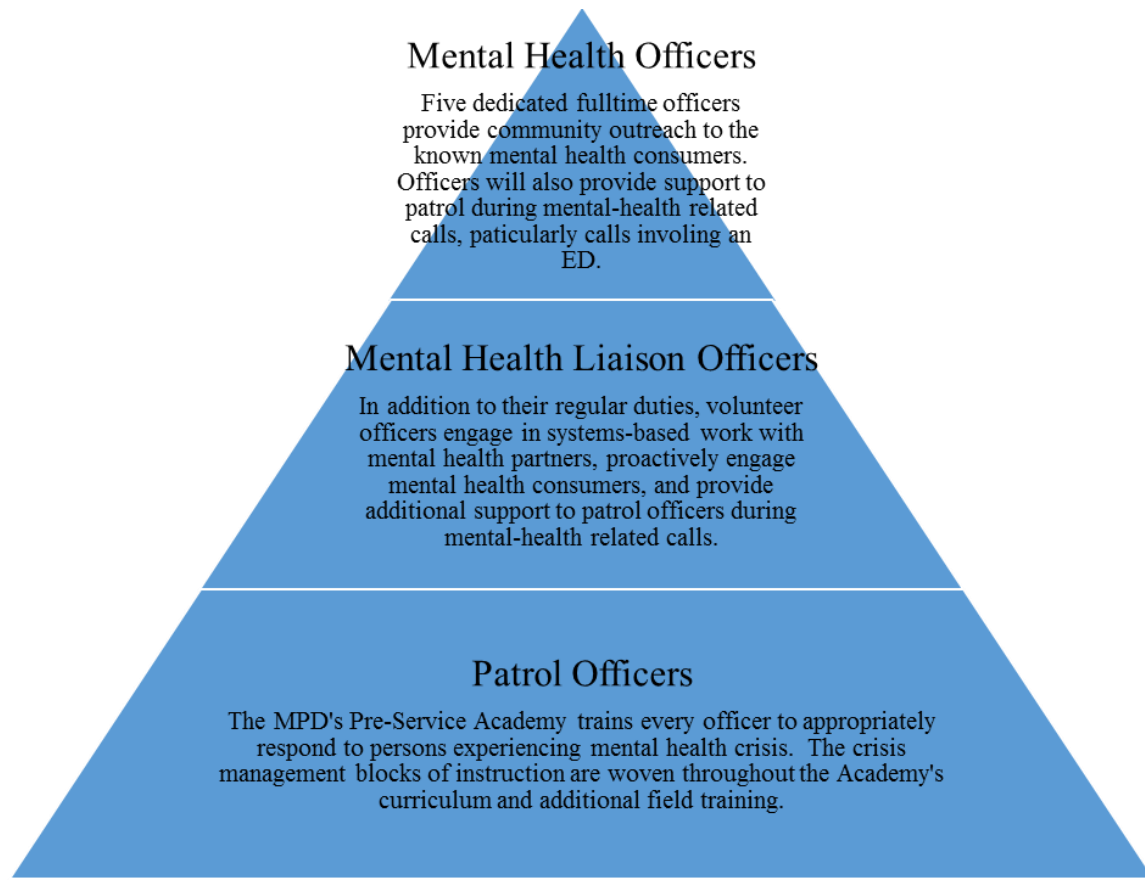 Mental Health Officers
Five dedicated fulltime officers
provide community outreach to the
known mental health consumers.
Officers will also provide support to
patrol during mental-health related
calls, paticularly calls involing an
ED.
Mental Health Liaison Officers
In addition to their regular duties, volunteer
officers engage in systems-based work with
mental health partners, proactively engage
mental health consumers, and provide
additional support to patrol officers during
mental-health related calls.
Patrol Officers
The MPD's Pre-Service Academy trains every officer to appropriately
respond to persons experiencing mental health crisis. The crisis
management blocks of instruction are woven throughout the Academy's
curriculum and additional field training.